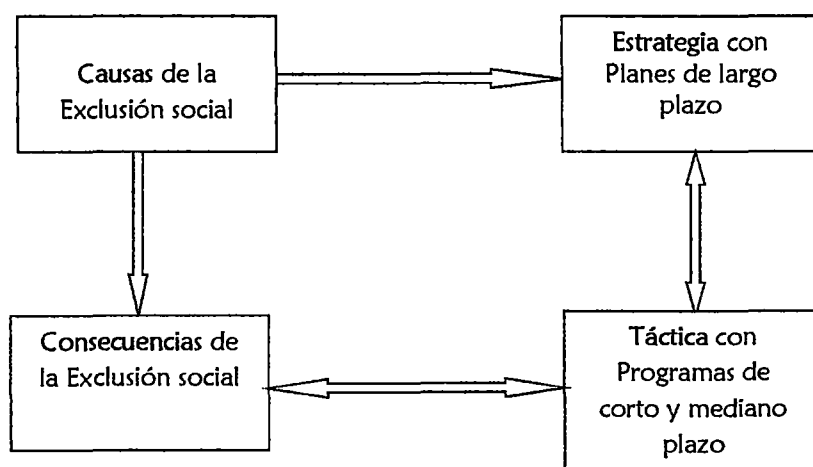 Causas de la
Exclusión social
Estrategia con
Planes de largo
plazo
Consecuencias de
la Exclusión social
Táctica con
Programas de
corto y mediano
plazo